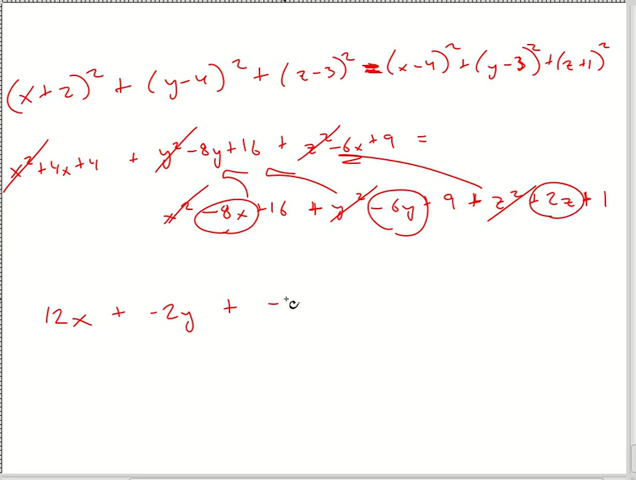 (x+2)² + (y-4)² + (z-3)² = (x-4)² + (y-3)² + (z+1)²
x² + 4x + 4 + y² - 8y + 16 + z² - 6x + 9 =
x² - 8x + 16 + y² - 6y + 9 + z² + 2z + 1
12x + -2y + -